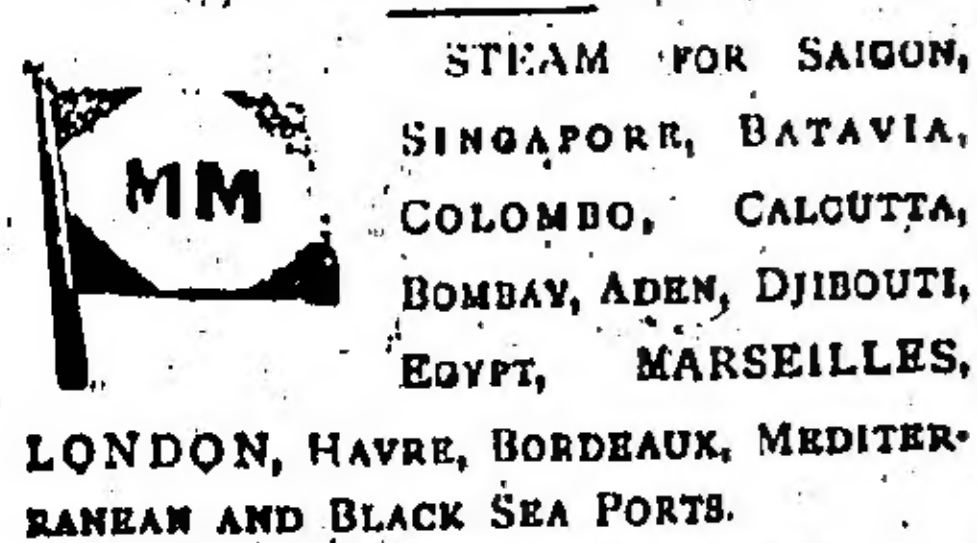 MM
STEAM FOR SAIGON,
SINGAPORE, BATAVIA,
COLOMBO, CALCUTTA,
BOMBAY, ADEN, DJIBOUTI,
EGYPT, MARSEILLES,
LONDON, HAVRE, BORDEAUX, MEDITER-
RANEAN AND BLACK SEA PORTS.